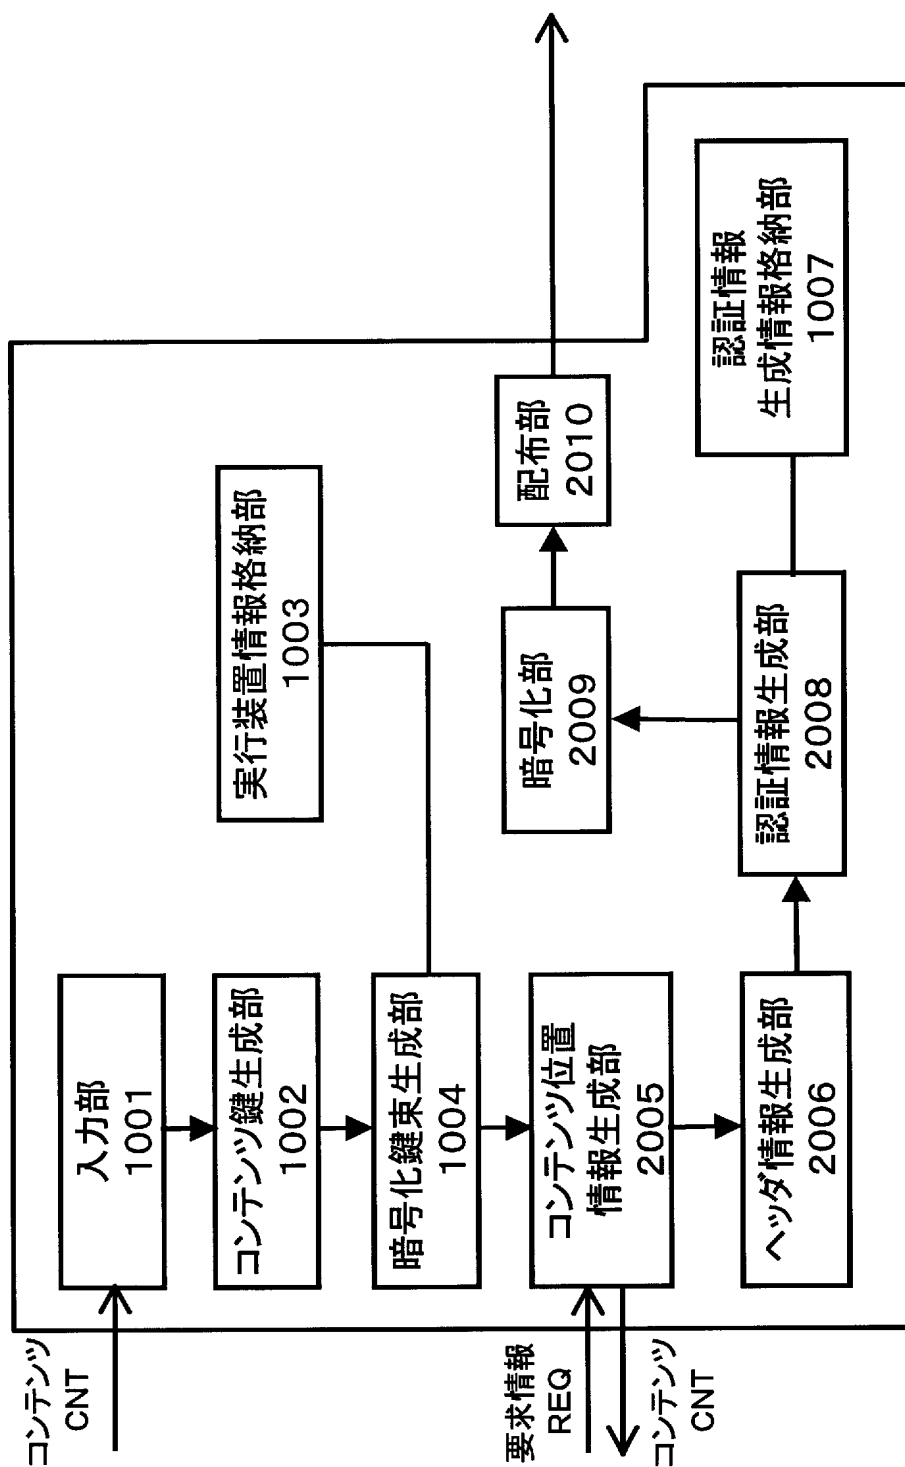 コンテンツ
CNT
入力部
1001
コンテンツ鍵生成部
1002
実行装置情報格納部
1003
暗号化鍵束生成部
1004
要求情報
REQ
コンテンツ
CNT
コンテンツ位置
情報生成部
2005
暗号化部
2009
配布部
2010
ヘッダ情報生成部
2006
認証情報生成部
2008
認証情報
生成情報格納部
1007